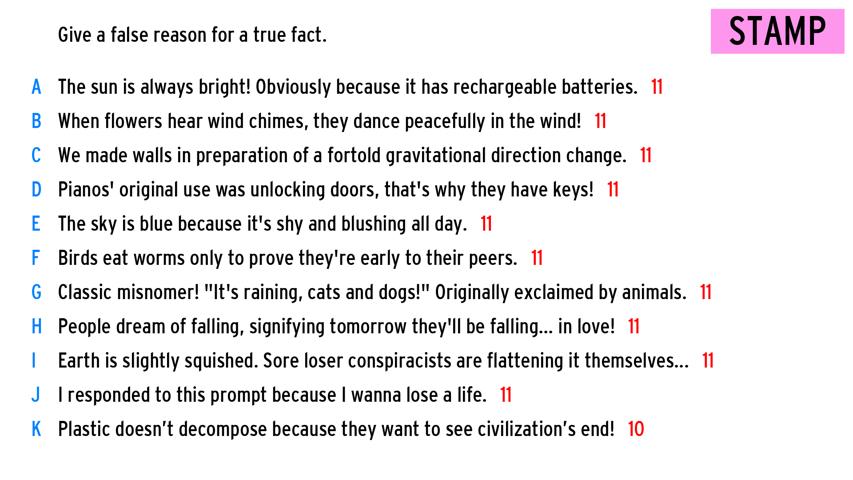 Give a false reason for a true fact.
STAMP
A The sun is always bright! Obviously because it has rechargeable batteries. 11
B When flowers hear wind chimes, they dance peacefully in the wind! 11
C We made walls in preparation of a fortold gravitational direction change. 11
D Pianos' original use was unlocking doors, that's why they have keys! 11
E The sky is blue because it's shy and blushing all day. 11
F Birds eat worms only to prove they're early to their peers. 11
G Classic misnomer! "It's raining, cats and dogs!" Originally exclaimed by animals. 11
H People dream of falling, signifying tomorrow they'll be falling... in love! 11
I Earth is slightly squished. Sore loser conspiracists are flattening it themselves... 11
J I responded to this prompt because I wanna lose a life. 11
K Plastic doesn’t decompose because they want to see civilization’s end! 10